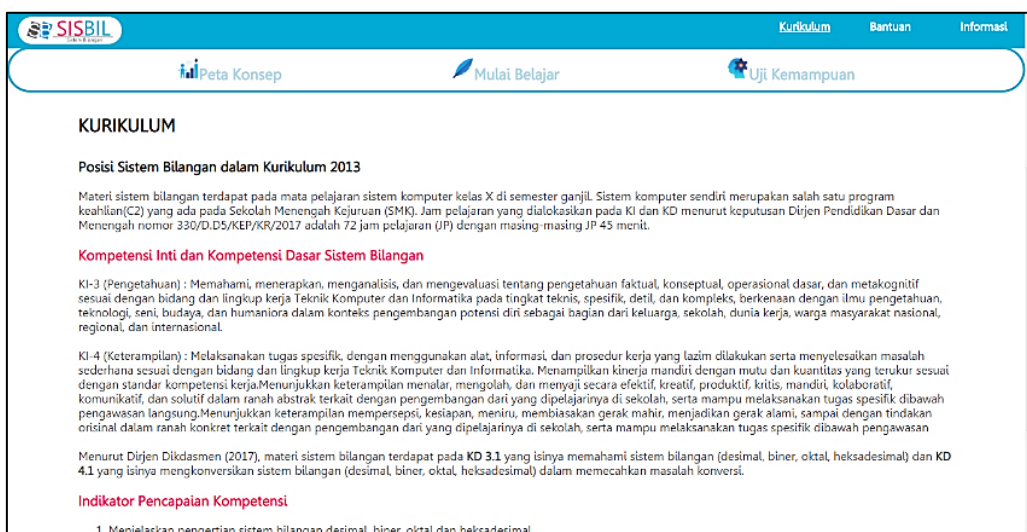 SB SISBIL
Sistem Bilangan
Kurikulum Bantuan Informasi
Peta Konsep Mulai Belajar Uji Kemampuan
KURIKULUM
Posisi Sistem Bilangan dalam Kurikulum 2013
Materi sistem bilangan terdapat pada mata pelajaran sistem komputer kelas X di semester ganjil. Sistem komputer sendiri merupakan salah satu program
keahlian(C2) yang ada pada Sekolah Menengah Kejuruan (SMK). Jam pelajaran yang dialokasikan pada KI dan KD menurut keputusan Dirjen Pendidikan Dasar dan
Menengah nomor 330/D.D5/KEP/KR/2017 adalah 72 jam pelajaran (JP) dengan masing-masing JP 45 menit.
Kompetensi Inti dan Kompetensi Dasar Sistem Bilangan
KI-3 (Pengetahuan) : Memahami, menerapkan, menganalisis, dan mengevaluasi tentang pengetahuan faktual, konseptual, operasional dasar, dan metakognitif
sesuai dengan bidang dan lingkup kerja Teknik Komputer dan Informatika pada tingkat teknis, spesifik, detil, dan kompleks, berkenaan dengan ilmu pengetahuan,
teknologi, seni, budaya, dan humaniora dalam konteks pengembangan potensi diri sebagai bagian dari keluarga, sekolah, dunia kerja, warga masyarakat nasional,
regional, dan internasional.
KI-4 (Keterampilan) : Melaksanakan tugas spesifik, dengan menggunakan alat, informasi, dan prosedur kerja yang lazim dilakukan serta menyelesaikan masalah
sederhana sesuai dengan bidang dan lingkup kerja Teknik Komputer dan Informatika. Menampilkan kinerja mandiri dengan mutu dan kuantitas yang terukur sesuai
dengan standar kompetensi kerja.Menunjukkan keterampilan menalar, mengolah, dan menyaji secara efektif, kreatif, produktif, kritis, mandiri, kolaboratif,
komunikatif, dan solutif dalam ranah abstrak terkait dengan pengembangan dari yang dipelajarinya di sekolah, serta mampu melaksanakan tugas spesifik dibawah
pengawasan langsung.Menunjukkan keterampilan mempersepsi, kesiapan, meniru, membiasakan gerak mahir, menjadikan gerak alami, sampai dengan tindakan
orisinal dalam ranah konkret terkait dengan pengembangan dari yang dipelajarinya di sekolah, serta mampu melaksanakan tugas spesifik dibawah pengawasan
Menurut Dirjen Dikdasmen (2017), materi sistem bilangan terdapat pada KD 3.1 yang isinya memahami sistem bilangan (desimal, biner, oktal, heksadesimal) dan KD
4.1 yang isinya mengkonversikan sistem bilangan (desimal, biner, oktal, heksadesimal) dalam memecahkan masalah konversi.
Indikator Pencapaian Kompetensi
1. Menjelaskan pengertian sistem bilangan desimal, biner, oktal dan heksadesimal